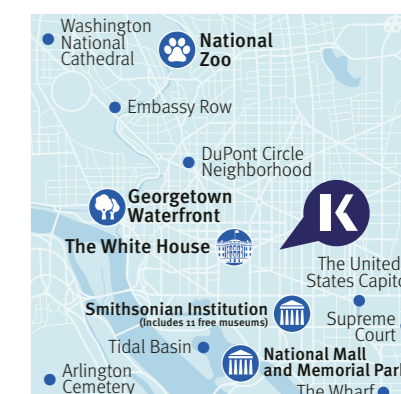 Washington
National
Cathedral
National
Zoo
Embassy Row
DuPont Circle
Neighborhood
Georgetown
Waterfront
K
The White House
The United
States Capito
Smithsonian Institution
(Includes 11 free museums)
Supreme
Court
Tidal Basin
National Mall
and Memorial Park
Arlington
Cemetery
The Wharf